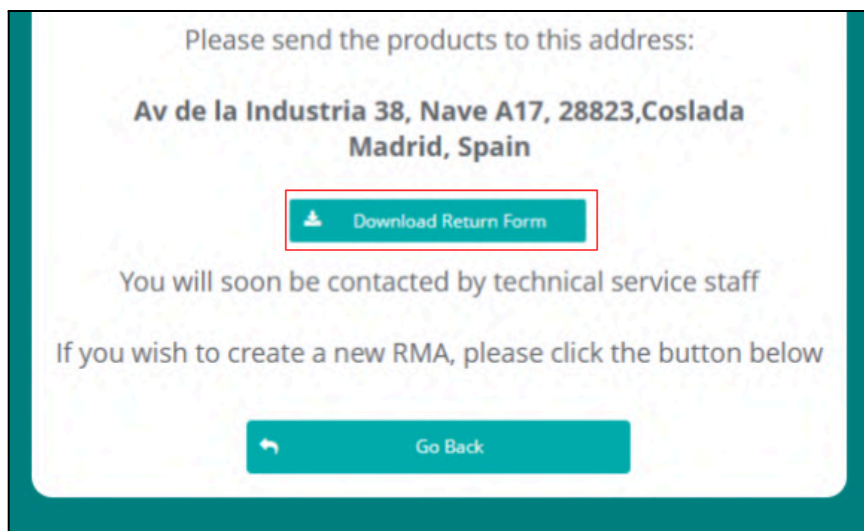 Please send the products to this address:
Av de la Industria 38, Nave A17, 28823,Coslada
Madrid, Spain
Download Return Form
You will soon be contacted by technical service staff
If you wish to create a new RMA, please click the button below
Go Back